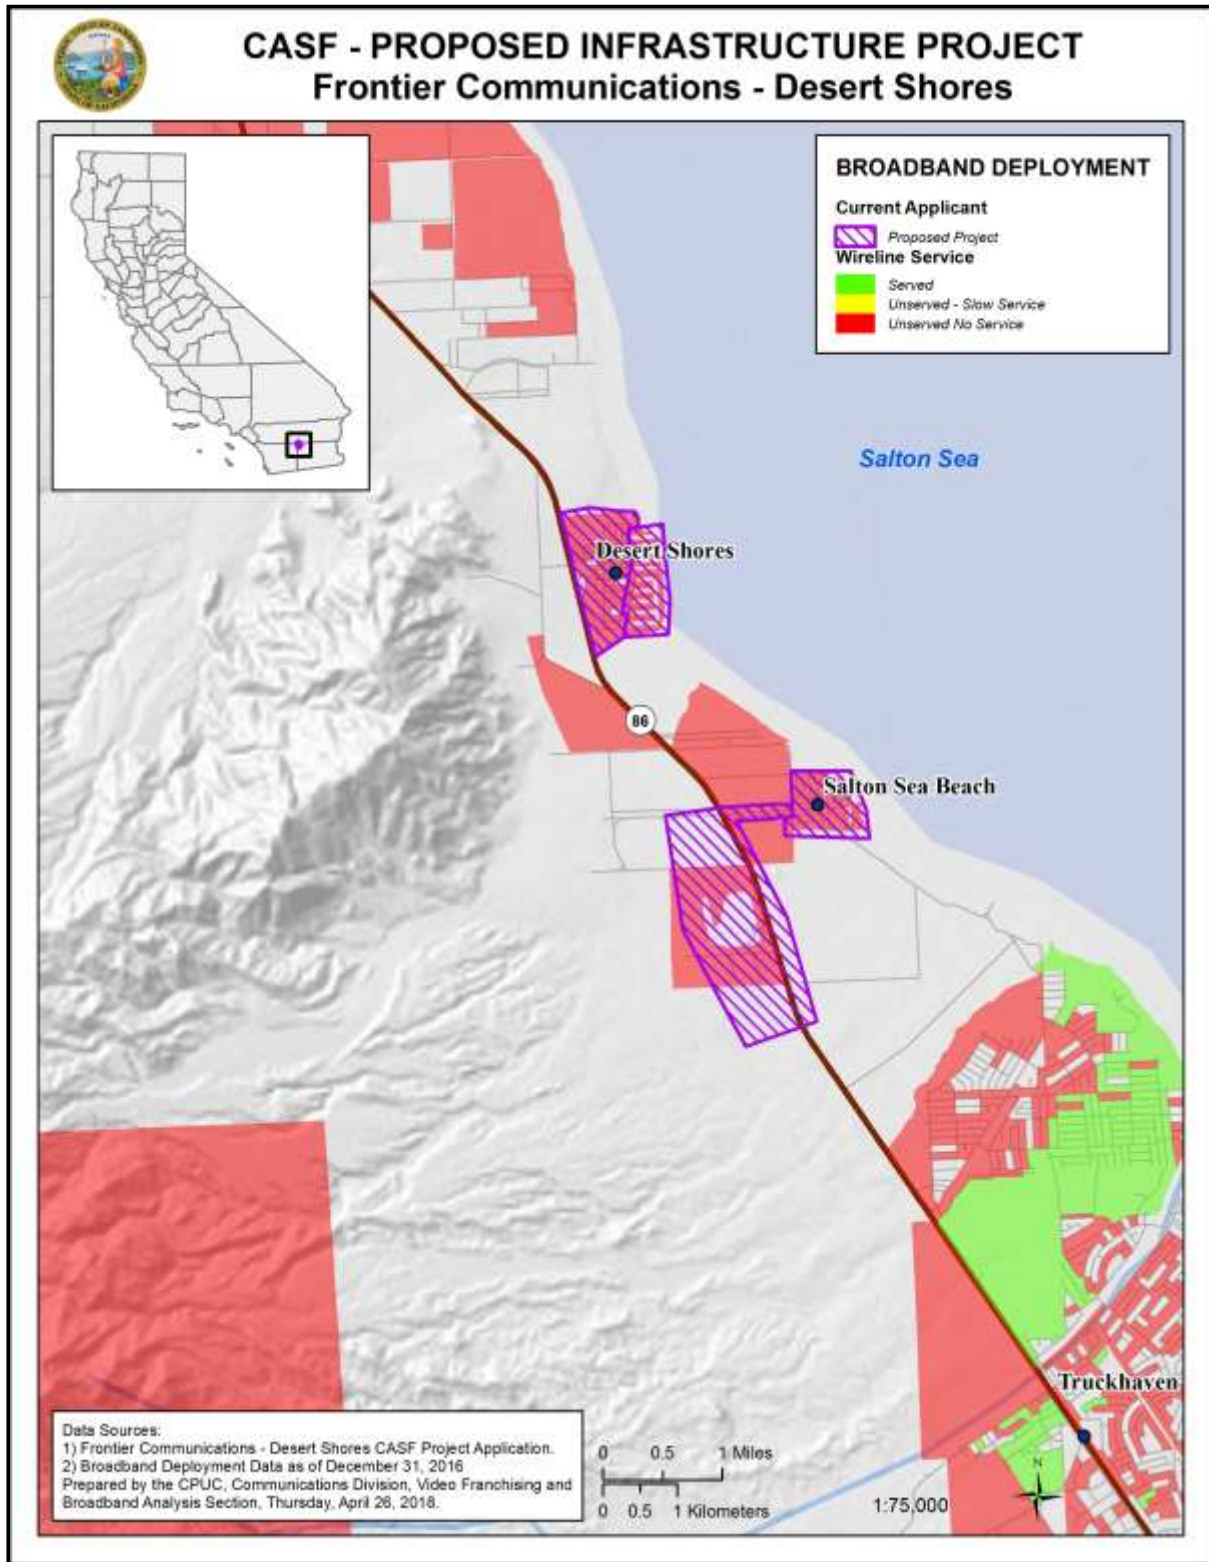 CASF - PROPOSED INFRASTRUCTURE PROJECT
Frontier Communications - Desert Shores
BROADBAND DEPLOYMENT
Current Applicant
Proposed Project
Wireline Service
Served
Unserved - Slow Service
Unserved No Service
Salton Sea
Desert Shores
86
Salton Sea Beach
Truckhaven
Data Sources:
1) Frontier Communications - Desert Shores CASF Project Application.
2) Broadband Deployment Data as of December 31, 2016
Prepared by the CPUC, Communications Division, Video Franchising and
Broadband Analysis Section, Thursday, April 26, 2018.
0 0.5 1 Miles
0 0.5 1 Kilometers
1:75,000
N